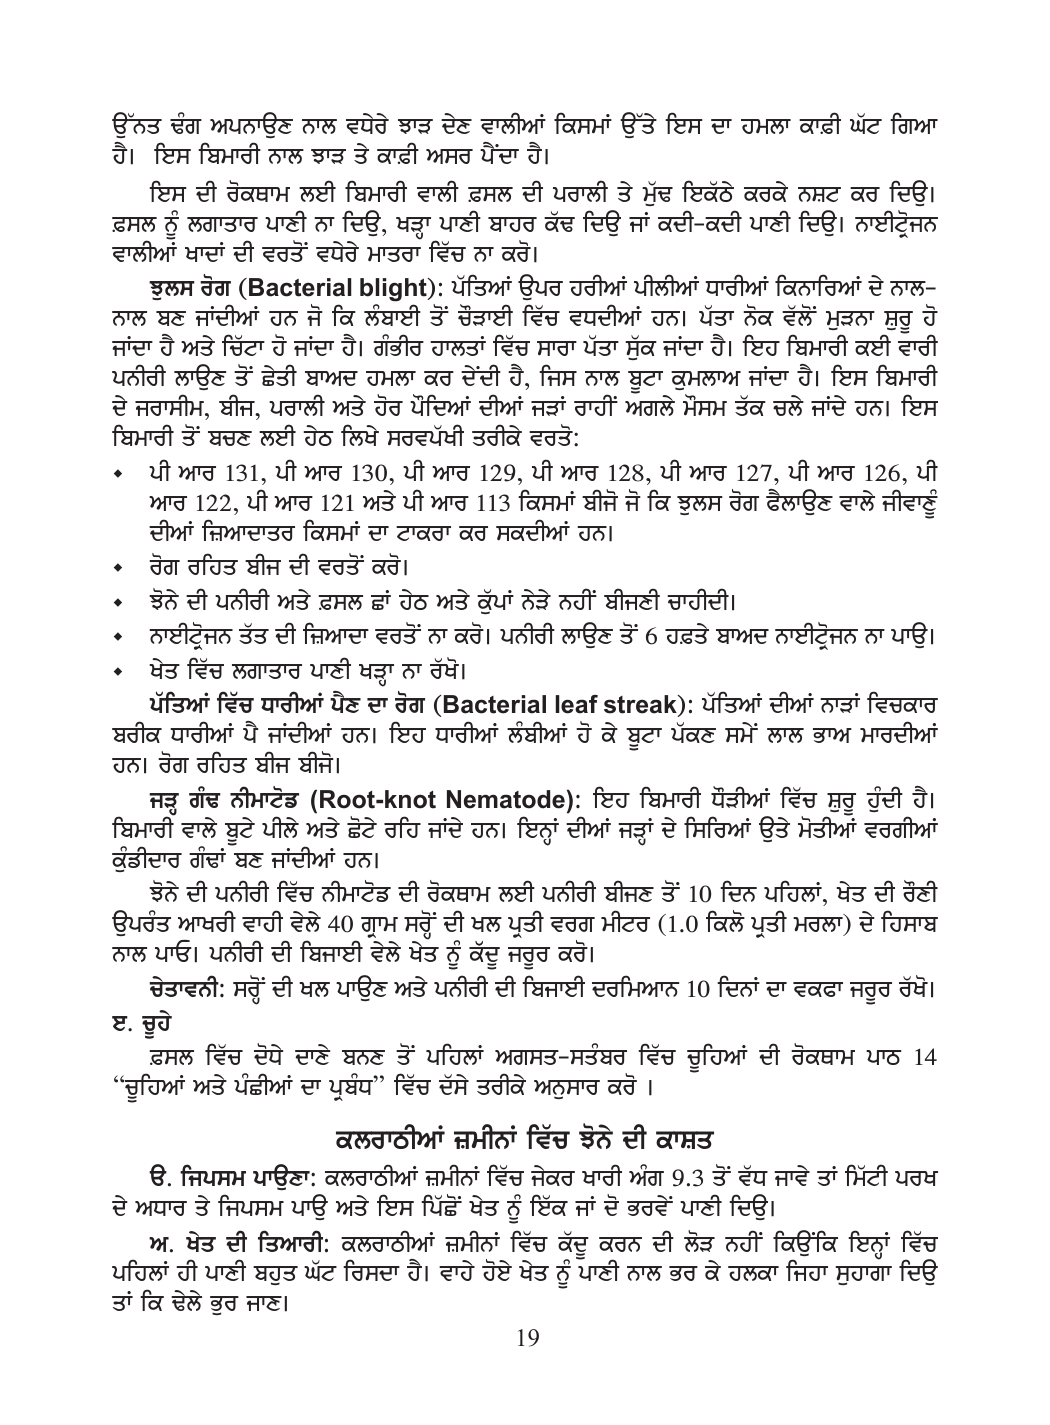 ਉੱਨਤ ਢੰਗ ਅਪਨਾਉਣ ਨਾਲ ਵਧੇਰੇ ਝਾੜ ਦੇਣ ਵਾਲੀਆਂ ਕਿਸਮਾਂ ਉੱਤੇ ਇਸ ਦਾ ਹਮਲਾ ਕਾਫ਼ੀ ਘੱਟ ਗਿਆ
ਹੈ। ਇਸ ਬਿਮਾਰੀ ਨਾਲ ਝਾੜ ਤੇ ਕਾਫ਼ੀ ਅਸਰ ਪੈਂਦਾ ਹੈ।
ਇਸ ਦੀ ਰੋਕਥਾਮ ਲਈ ਬਿਮਾਰੀ ਵਾਲੀ ਫ਼ਸਲ ਦੀ ਪਰਾਲੀ ਤੇ ਮੁੱਢ ਇਕੱਠੇ ਕਰਕੇ ਨਸ਼ਟ ਕਰ ਦਿਉ।
ਫ਼ਸਲ ਨੂੰ ਲਗਾਤਾਰ ਪਾਣੀ ਨਾ ਦਿਉ, ਖੜ੍ਹਾ ਪਾਣੀ ਬਾਹਰ ਕੱਢ ਦਿਉ ਜਾਂ ਕਦੀ-ਕਦੀ ਪਾਣੀ ਦਿਉ। ਨਾਈਟ੍ਰੋਜਨ
ਵਾਲੀਆਂ ਖਾਦਾਂ ਦੀ ਵਰਤੋਂ ਵਧੇਰੇ ਮਾਤਰਾ ਵਿੱਚ ਨਾ ਕਰੋ।
ਝੁਲਸ ਰੋਗ (Bacterial blight): ਪੱਤਿਆਂ ਉਪਰ ਹਰੀਆਂ ਪੀਲੀਆਂ ਧਾਰੀਆਂ ਕਿਨਾਰਿਆਂ ਦੇ ਨਾਲ-
ਨਾਲ ਬਣ ਜਾਂਦੀਆਂ ਹਨ ਜੋ ਕਿ ਲੰਬਾਈ ਤੋਂ ਚੌੜਾਈ ਵਿੱਚ ਵਧਦੀਆਂ ਹਨ। ਪੱਤਾ ਨੋਕ ਵੱਲੋਂ ਮੁੜਨਾ ਸ਼ੁਰੂ ਹੋ
ਜਾਂਦਾ ਹੈ ਅਤੇ ਚਿੱਟਾ ਹੋ ਜਾਂਦਾ ਹੈ। ਗੰਭੀਰ ਹਾਲਤਾਂ ਵਿੱਚ ਸਾਰਾ ਪੱਤਾ ਸੁੱਕ ਜਾਂਦਾ ਹੈ। ਇਹ ਬਿਮਾਰੀ ਕਈ ਵਾਰੀ
ਪਨੀਰੀ ਲਾਉਣ ਤੋਂ ਛੇਤੀ ਬਾਅਦ ਹਮਲਾ ਕਰ ਦੇਂਦੀ ਹੈ, ਜਿਸ ਨਾਲ ਬੂਟਾ ਕੁਮਲਾਅ ਜਾਂਦਾ ਹੈ। ਇਸ ਬਿਮਾਰੀ
ਦੇ ਜਰਾਸੀਮ, ਬੀਜ, ਪਰਾਲੀ ਅਤੇ ਹੋਰ ਪੌਦਿਆਂ ਦੀਆਂ ਜੜਾਂ ਰਾਹੀਂ ਅਗਲੇ ਮੌਸਮ ਤੱਕ ਚਲੇ ਜਾਂਦੇ ਹਨ। ਇਸ
ਬਿਮਾਰੀ ਤੋਂ ਬਚਣ ਲਈ ਹੇਠ ਲਿਖੇ ਸਰਵਪੱਖੀ ਤਰੀਕੇ ਵਰਤੋ:
⬥ ਪੀ ਆਰ 131, ਪੀ ਆਰ 130, ਪੀ ਆਰ 129, ਪੀ ਆਰ 128, ਪੀ ਆਰ 127, ਪੀ ਆਰ 126, ਪੀ
ਆਰ 122, ਪੀ ਆਰ 121 ਅਤੇ ਪੀ ਆਰ 113 ਕਿਸਮਾਂ ਬੀਜੋ ਜੋ ਕਿ ਝੁਲਸ ਰੋਗ ਫੈਲਾਉਣ ਵਾਲੇ ਜੀਵਾਣੂੰ
ਦੀਆਂ ਜ਼ਿਆਦਾਤਰ ਕਿਸਮਾਂ ਦਾ ਟਾਕਰਾ ਕਰ ਸਕਦੀਆਂ ਹਨ।
⬥ ਰੋਗ ਰਹਿਤ ਬੀਜ ਦੀ ਵਰਤੋਂ ਕਰੋ।
⬥ ਝੋਨੇ ਦੀ ਪਨੀਰੀ ਅਤੇ ਫ਼ਸਲ ਛਾਂ ਹੇਠ ਅਤੇ ਕੁੱਪਾਂ ਨੇੜੇ ਨਹੀਂ ਬੀਜਣੀ ਚਾਹੀਦੀ।
⬥ ਨਾਈਟ੍ਰੋਜਨ ਤੱਤ ਦੀ ਜ਼ਿਆਦਾ ਵਰਤੋਂ ਨਾ ਕਰੋ। ਪਨੀਰੀ ਲਾਉਣ ਤੋਂ 6 ਹਫ਼ਤੇ ਬਾਅਦ ਨਾਈਟ੍ਰੋਜਨ ਨਾ ਪਾਉ।
⬥ ਖੇਤ ਵਿੱਚ ਲਗਾਤਾਰ ਪਾਣੀ ਖੜ੍ਹਾ ਨਾ ਰੱਖੋ।
ਪੱਤਿਆਂ ਵਿੱਚ ਧਾਰੀਆਂ ਪੈਣ ਦਾ ਰੋਗ (Bacterial leaf streak): ਪੱਤਿਆਂ ਦੀਆਂ ਨਾੜਾਂ ਵਿਚਕਾਰ
ਬਰੀਕ ਧਾਰੀਆਂ ਪੈ ਜਾਂਦੀਆਂ ਹਨ। ਇਹ ਧਾਰੀਆਂ ਲੰਬੀਆਂ ਹੋ ਕੇ ਬੂਟਾ ਪੱਕਣ ਸਮੇਂ ਲਾਲ ਭਾਅ ਮਾਰਦੀਆਂ
ਹਨ। ਰੋਗ ਰਹਿਤ ਬੀਜ ਬੀਜੋ।
ਜੜ੍ਹ ਗੰਢ ਨੀਮਾਟੋਡ (Root-knot Nematode): ਇਹ ਬਿਮਾਰੀ ਧੌੜੀਆਂ ਵਿੱਚ ਸ਼ੁਰੂ ਹੁੰਦੀ ਹੈ।
ਬਿਮਾਰੀ ਵਾਲੇ ਬੂਟੇ ਪੀਲੇ ਅਤੇ ਛੋਟੇ ਰਹਿ ਜਾਂਦੇ ਹਨ। ਇਨ੍ਹਾਂ ਦੀਆਂ ਜੜ੍ਹਾਂ ਦੇ ਸਿਰਿਆਂ ਉਤੇ ਮੋਤੀਆਂ ਵਰਗੀਆਂ
ਕੁੰਡੀਦਾਰ ਗੰਢਾਂ ਬਣ ਜਾਂਦੀਆਂ ਹਨ।
ਝੋਨੇ ਦੀ ਪਨੀਰੀ ਵਿੱਚ ਨੀਮਾਟੋਡ ਦੀ ਰੋਕਥਾਮ ਲਈ ਪਨੀਰੀ ਬੀਜਣ ਤੋਂ 10 ਦਿਨ ਪਹਿਲਾਂ, ਖੇਤ ਦੀ ਰੌਣੀ
ਉਪਰੰਤ ਆਖਰੀ ਵਾਹੀ ਵੇਲੇ 40 ਗ੍ਰਾਮ ਸਰ੍ਹੋਂ ਦੀ ਖਲ ਪ੍ਰਤੀ ਵਰਗ ਮੀਟਰ (1.0 ਕਿਲੋ ਪ੍ਰਤੀ ਮਰਲਾ) ਦੇ ਹਿਸਾਬ
ਨਾਲ ਪਾਓ। ਪਨੀਰੀ ਦੀ ਬਿਜਾਈ ਵੇਲੇ ਖੇਤ ਨੂੰ ਕੱਦੂ ਜਰੂਰ ਕਰੋ।
ਚੇਤਾਵਨੀ: ਸਰ੍ਹੋਂ ਦੀ ਖਲ ਪਾਉਣ ਅਤੇ ਪਨੀਰੀ ਦੀ ਬਿਜਾਈ ਦਰਮਿਆਨ 10 ਦਿਨਾਂ ਦਾ ਵਕਫਾ ਜਰੂਰ ਰੱਖੋ।
ੲ. ਚੂਹੇ
ਫ਼ਸਲ ਵਿੱਚ ਦੋਧੇ ਦਾਣੇ ਬਨਣ ਤੋਂ ਪਹਿਲਾਂ ਅਗਸਤ-ਸਤੰਬਰ ਵਿੱਚ ਚੂਹਿਆਂ ਦੀ ਰੋਕਥਾਮ ਪਾਠ 14
“ਚੂਹਿਆਂ ਅਤੇ ਪੰਛੀਆਂ ਦਾ ਪ੍ਰਬੰਧ” ਵਿੱਚ ਦੱਸੇ ਤਰੀਕੇ ਅਨੁਸਾਰ ਕਰੋ ।
ਕਲਰਾਠੀਆਂ ਜ਼ਮੀਨਾਂ ਵਿੱਚ ਝੋਨੇ ਦੀ ਕਾਸ਼ਤ
ੳ. ਜਿਪਸਮ ਪਾਉਣਾ: ਕਲਰਾਠੀਆਂ ਜ਼ਮੀਨਾਂ ਵਿੱਚ ਜੇਕਰ ਖਾਰੀ ਅੰਗ 9.3 ਤੋਂ ਵੱਧ ਜਾਵੇ ਤਾਂ ਮਿੱਟੀ ਪਰਖ
ਦੇ ਅਧਾਰ ਤੇ ਜਿਪਸਮ ਪਾਉ ਅਤੇ ਇਸ ਪਿੱਛੋਂ ਖੇਤ ਨੂੰ ਇੱਕ ਜਾਂ ਦੋ ਭਰਵੇਂ ਪਾਣੀ ਦਿਉ।
ਅ. ਖੇਤ ਦੀ ਤਿਆਰੀ: ਕਲਰਾਠੀਆਂ ਜ਼ਮੀਨਾਂ ਵਿੱਚ ਕੱਦੂ ਕਰਨ ਦੀ ਲੋੜ ਨਹੀਂ ਕਿਉਂਕਿ ਇਨ੍ਹਾਂ ਵਿੱਚ
ਪਹਿਲਾਂ ਹੀ ਪਾਣੀ ਬਹੁਤ ਘੱਟ ਰਿਸਦਾ ਹੈ। ਵਾਹੇ ਹੋਏ ਖੇਤ ਨੂੰ ਪਾਣੀ ਨਾਲ ਭਰ ਕੇ ਹਲਕਾ ਜਿਹਾ ਸੁਹਾਗਾ ਦਿਉ
ਤਾਂ ਕਿ ਢੇਲੇ ਭੁਰ ਜਾਣ।
19